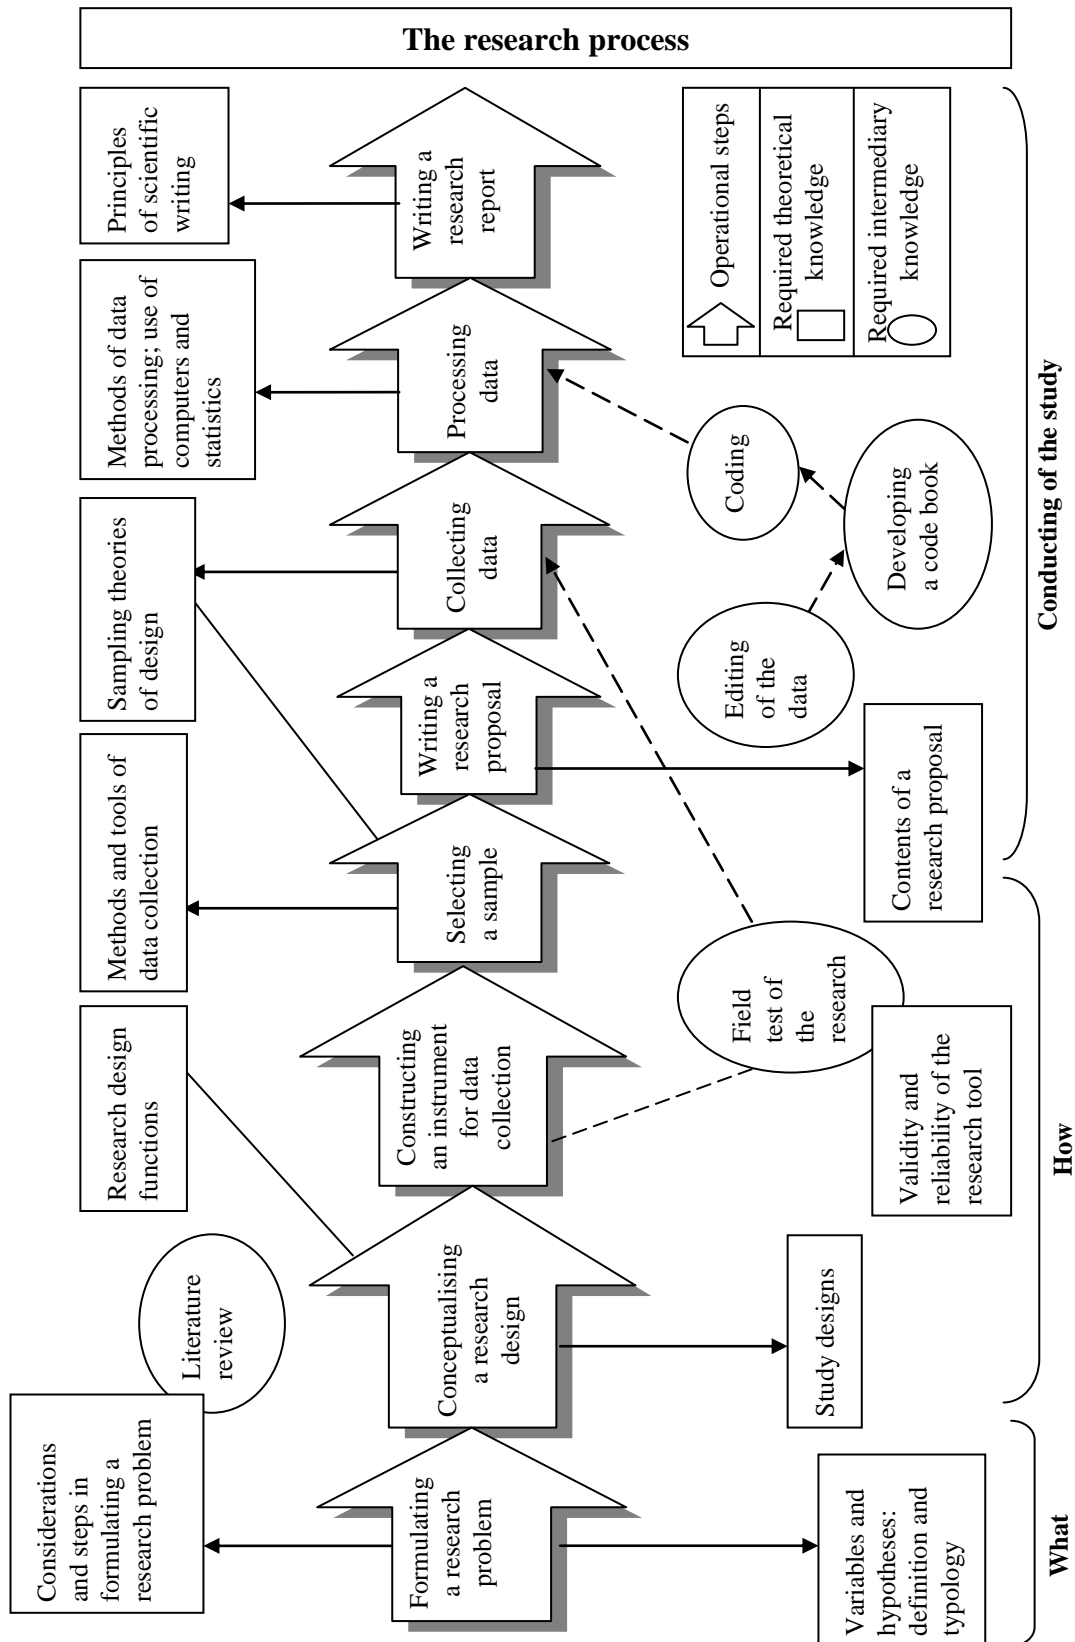 The research process
Considerations
and steps in
formulating a
research problem
Literature
review
Research design
functions
Methods and tools of
data collection
Sampling theories
of design
Methods of data
processing; use of
computers and
statistics
Principles
of scientific
writing
Formulating
a research
problem
Conceptualising
a research
design
Constructing
an instrument
for data
collection
Selecting
a sample
Writing a
research
proposal
Collecting
data
Processing
data
Writing a
research
report
Variables and
hypotheses:
definition and
typology
Study designs
Field
test of
the
research
Validity and
reliability of the
research tool
Contents of a
research proposal
Editing
of the
data
Developing
a code book
Coding
Operational steps
Required theoretical
knowledge
Required intermediary
knowledge
What
How
Conducting of the study